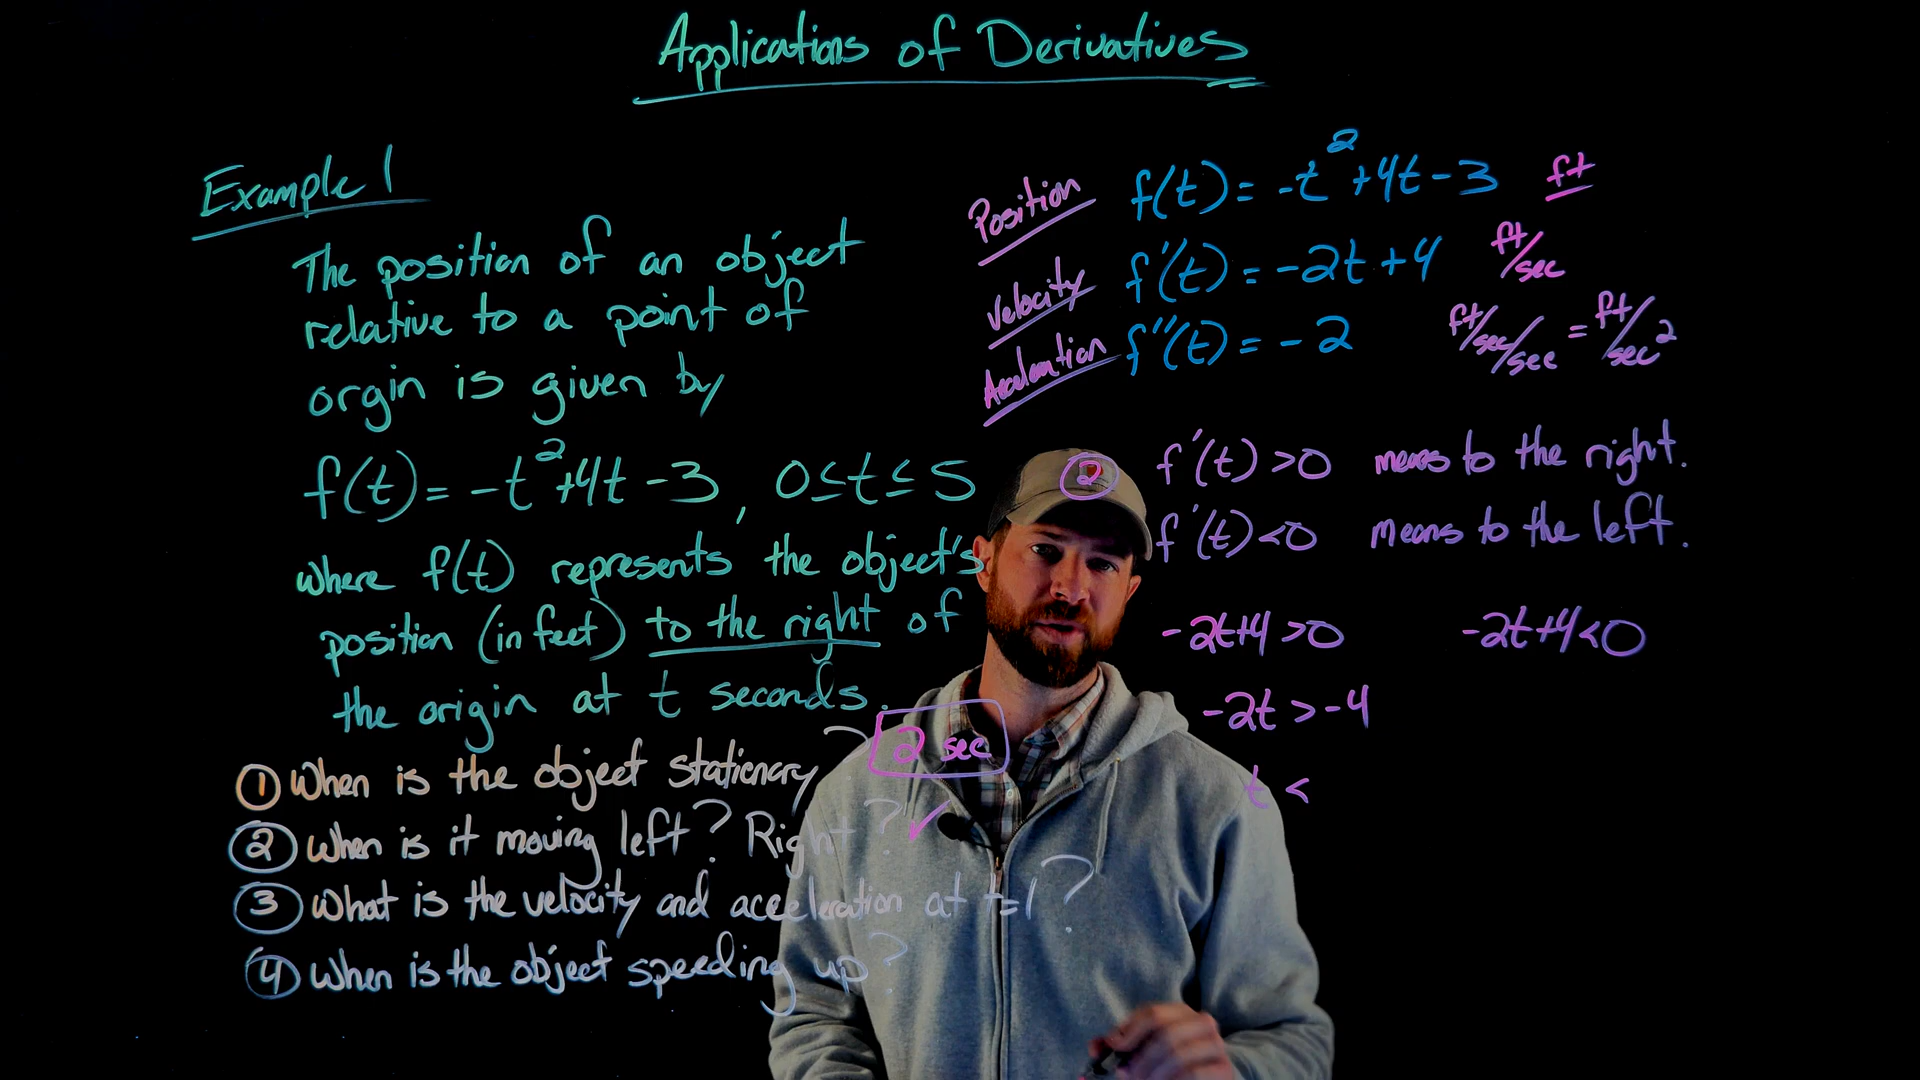 Applications of Derivatives
Example 1
The position of an object
relative to a point of
orgin is given by
f(t) = -t²+4t-3, 0≤t≤5
where f(t) represents the object's
position (in feet) to the right of
the origin at t seconds.
① When is the object stationary? 2 sec
② When is it moving left? Right? ✓
③ What is the velocity and acceleration at t=1?
④ When is the object speeding up?
Position f(t) = -t²+4t-3 ft
Velocity f'(t) = -2t+4 ft/sec
Acceleration f''(t) = -2 ft/sec/sec = ft/sec²
② f'(t) >0 means to the right.
f'(t) <0 means to the left.
-2t+4 >0 -2t+4<0
-2t > -4
t <